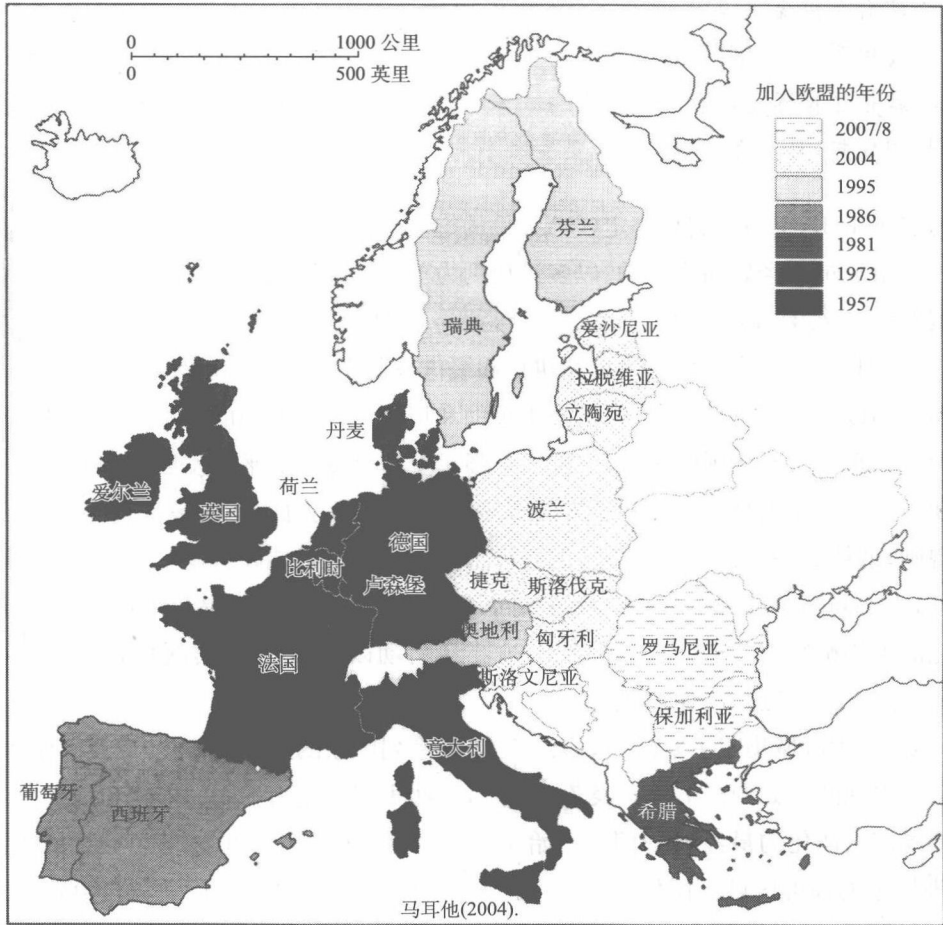 0 1000 公里
0 500 英里
加入欧盟的年份
2007/8
2004
1995
1986
1981
1973
1957
芬兰
瑞典
爱沙尼亚
拉脱维亚
立陶宛
丹麦
爱尔兰
英国
荷兰
德国
波兰
比利时
卢森堡
捷克
斯洛伐克
奥地利
匈牙利
罗马尼亚
法国
斯洛文尼亚
保加利亚
意大利
葡萄牙
西班牙
希腊
马耳他(2004).